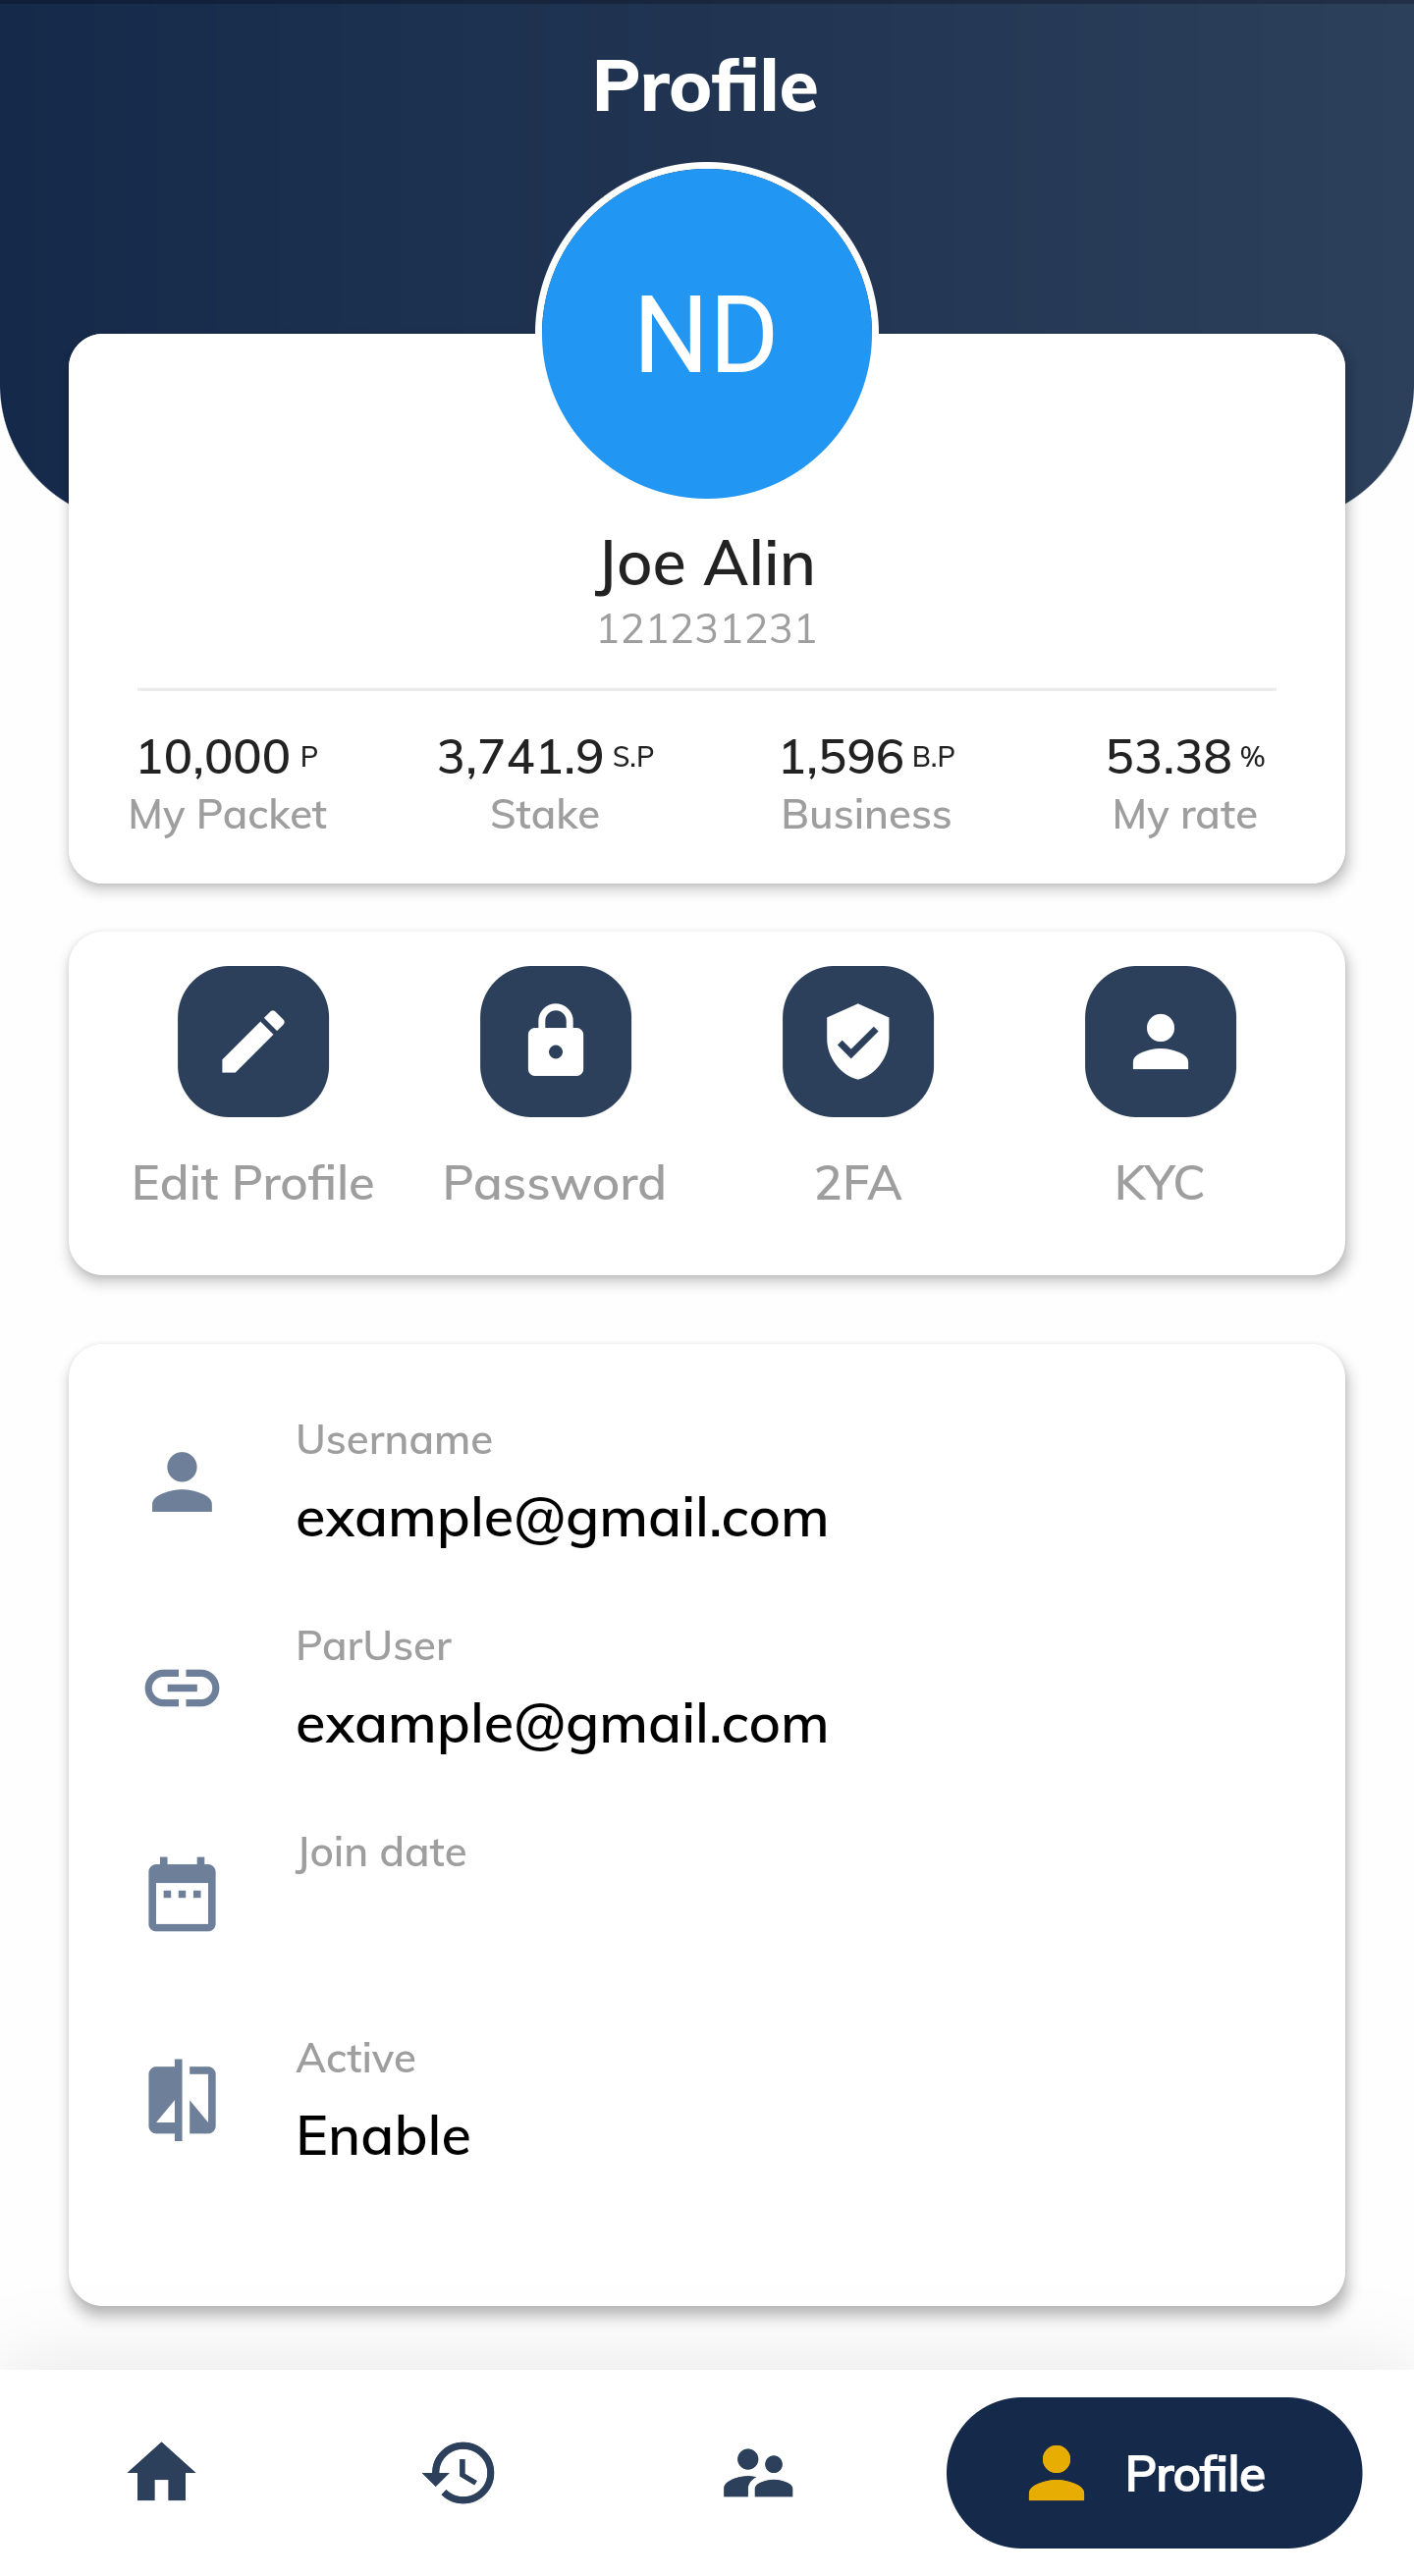 Profile
ND
Joe Alin
121231231
10,000 P 3,741.9 S.P 1,596 B.P 53.38 %
My Packet Stake Business My rate
Edit Profile Password 2FA KYC
Username
example@gmail.com
ParUser
example@gmail.com
Join date
Active
Enable
Profile